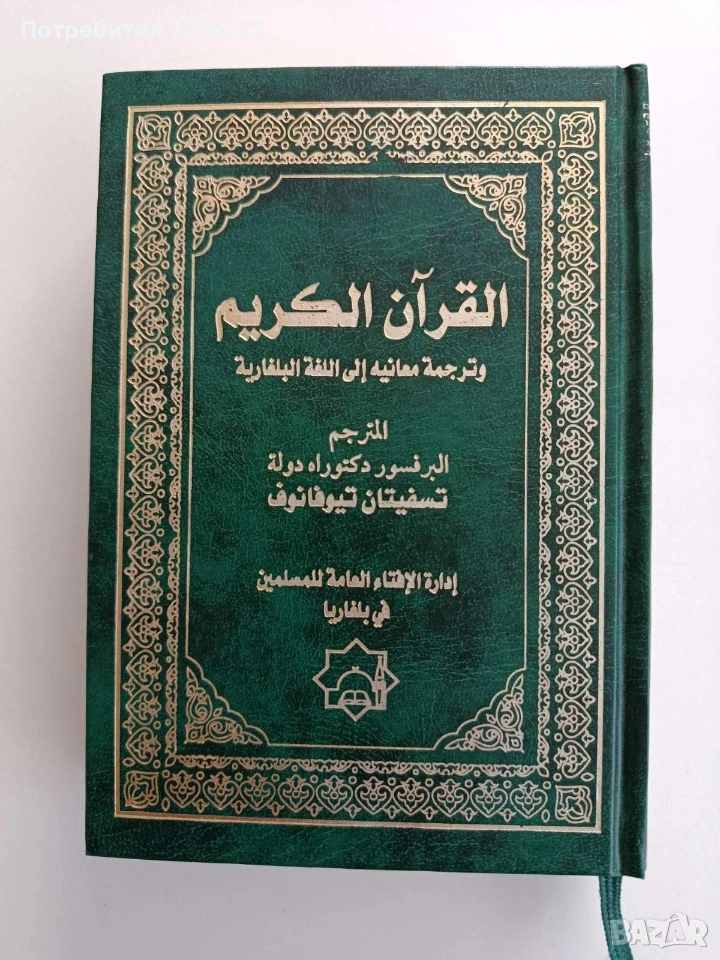 Потребител
القرآن الكريم
وترجمة معانيه إلى اللغة البلغارية
المترجم
البرفسور دكتوراه دولة
تسفيتان تيوفانوف
إدارة الإفتاء العامة للمسلمين
في بلغاريا
BAZAR